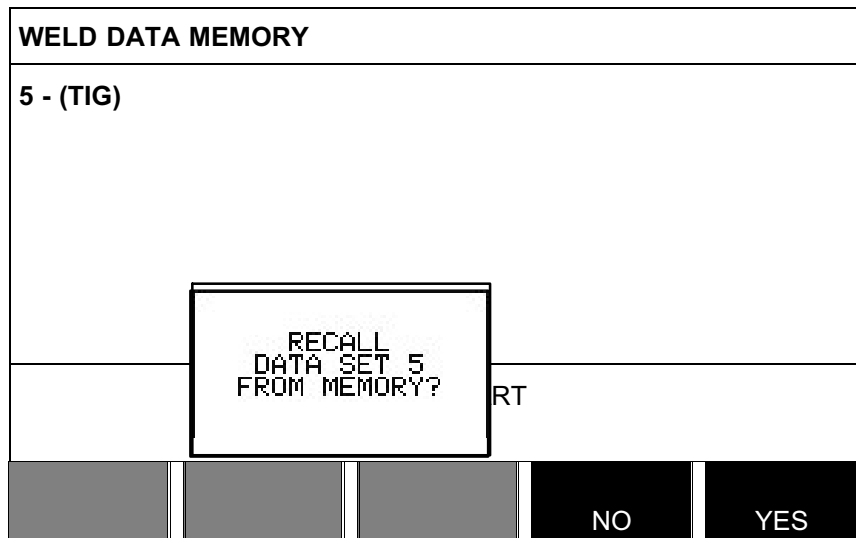 WELD DATA MEMORY
5 - (TIG)
RECALL
DATA SET 5
FROM MEMORY?
RT
NO YES